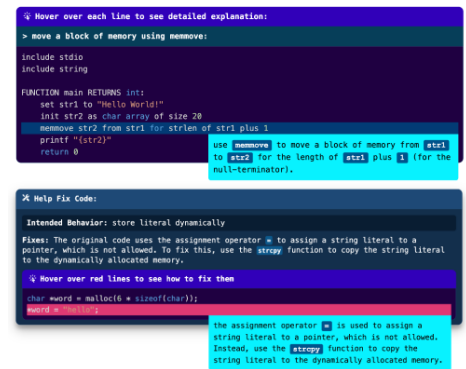 Hover over each line to see detailed explanation:
> move a block of memory using memmove:
include stdio
include string
FUNCTION main RETURNS int:
set str1 to "Hello World!"
init str2 as char array of size 20
memmove str2 from str1 for strlen of str1 plus 1
printf "{str2}"
return 0
use memmove to move a block of memory from str1
to str2 for the length of str1 plus 1 (for the
null-terminator).
Help Fix Code:
Intended Behavior: store literal dynamically
Fixes: The original code uses the assignment operator = to assign a string literal to a
pointer, which is not allowed. To fix this, use the strcpy function to copy the string literal
to the dynamically allocated memory.
Hover over red lines to see how to fix them
char *word = malloc(6 * sizeof(char));
*word = "hello";
the assignment operator = is used to assign a
string literal to a pointer, which is not allowed.
Instead, use the strcpy function to copy the
string literal to the dynamically allocated memory.